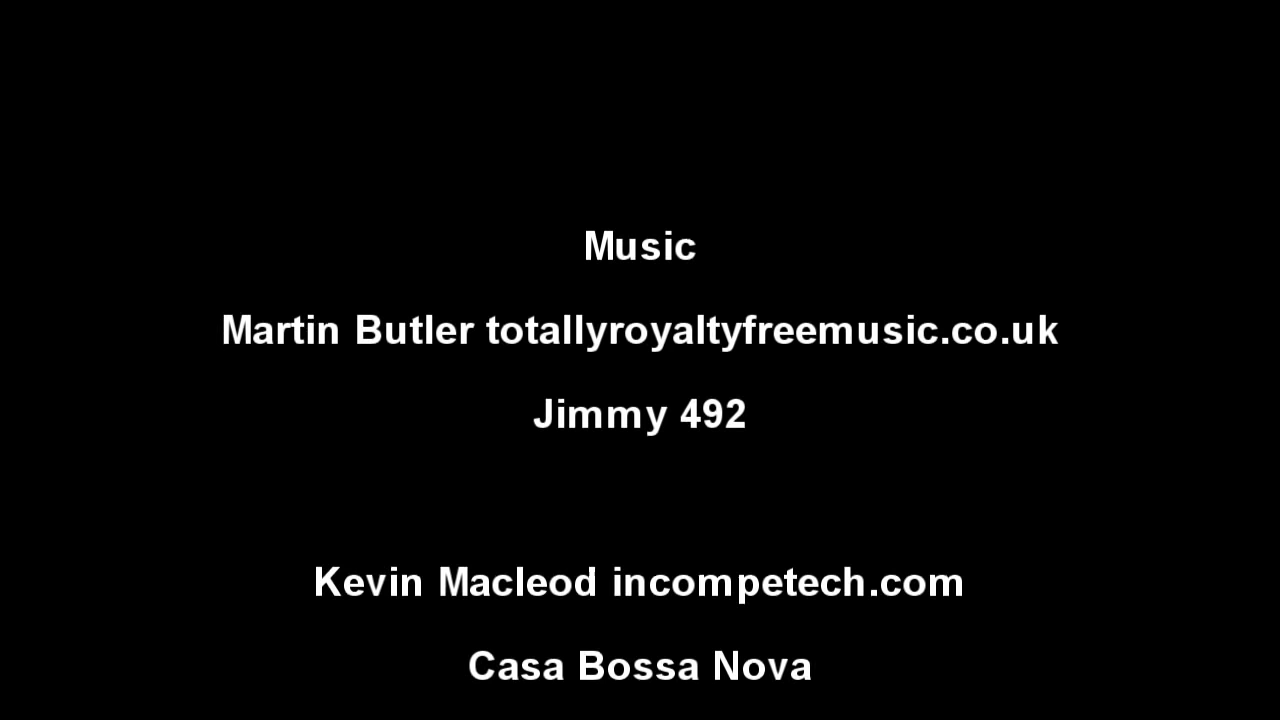 Music
Martin Butler totallyroyaltyfreemusic.co.uk
Jimmy 492
Kevin Macleod incompetech.com
Casa Bossa Nova